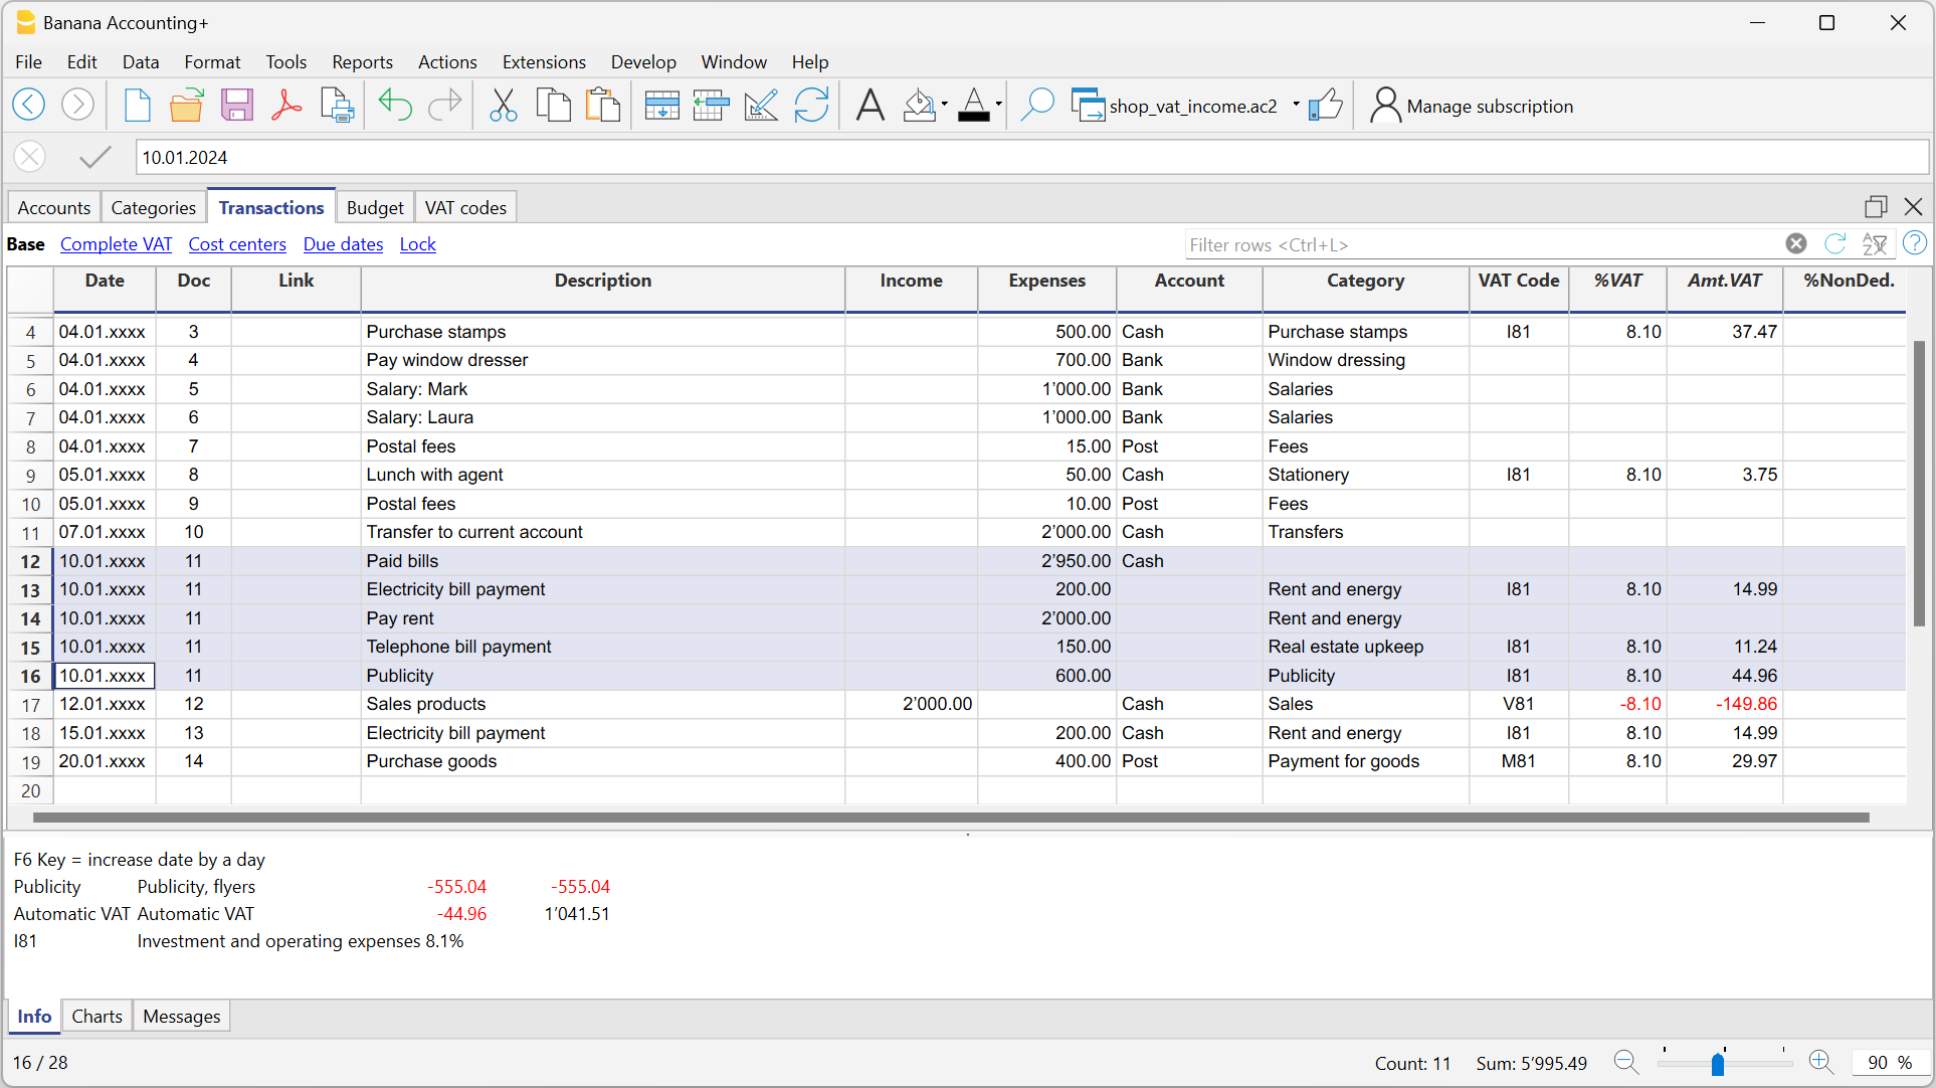 Banana Accounting+
File Edit Data Format Tools Reports Actions Extensions Develop Window Help
shop_vat_income.ac2 Manage subscription
10.01.2024
Accounts Categories Transactions Budget VAT codes
Base Complete VAT Cost centers Due dates Lock Filter rows <Ctrl+L>
Date Doc Link Description Income Expenses Account Category VAT Code %VAT Amt.VAT %NonDed.
4 04.01.xxxx 3 Purchase stamps 500.00 Cash Purchase stamps I81 8.10 37.47
5 04.01.xxxx 4 Pay window dresser 700.00 Bank Window dressing
6 04.01.xxxx 5 Salary: Mark 1’000.00 Bank Salaries
7 04.01.xxxx 6 Salary: Laura 1’000.00 Bank Salaries
8 04.01.xxxx 7 Postal fees 15.00 Post Fees
9 05.01.xxxx 8 Lunch with agent 50.00 Cash Stationery I81 8.10 3.75
10 05.01.xxxx 9 Postal fees 10.00 Post Fees
11 07.01.xxxx 10 Transfer to current account 2’000.00 Cash Transfers
12 10.01.xxxx 11 Paid bills 2’950.00 Cash
13 10.01.xxxx 11 Electricity bill payment 200.00 Rent and energy I81 8.10 14.99
14 10.01.xxxx 11 Pay rent 2’000.00 Rent and energy
15 10.01.xxxx 11 Telephone bill payment 150.00 Real estate upkeep I81 8.10 11.24
16 10.01.xxxx 11 Publicity 600.00 Publicity I81 8.10 44.96
17 12.01.xxxx 12 Sales products 2’000.00 Cash Sales V81 -8.10 -149.86
18 15.01.xxxx 13 Electricity bill payment 200.00 Cash Rent and energy I81 8.10 14.99
19 20.01.xxxx 14 Purchase goods 400.00 Post Payment for goods M81 8.10 29.97
20
F6 Key = increase date by a day
Publicity Publicity, flyers -555.04 -555.04
Automatic VAT Automatic VAT -44.96 1’041.51
I81 Investment and operating expenses 8.1%
Info Charts Messages
16 / 28 Count: 11 Sum: 5’995.49 90 %